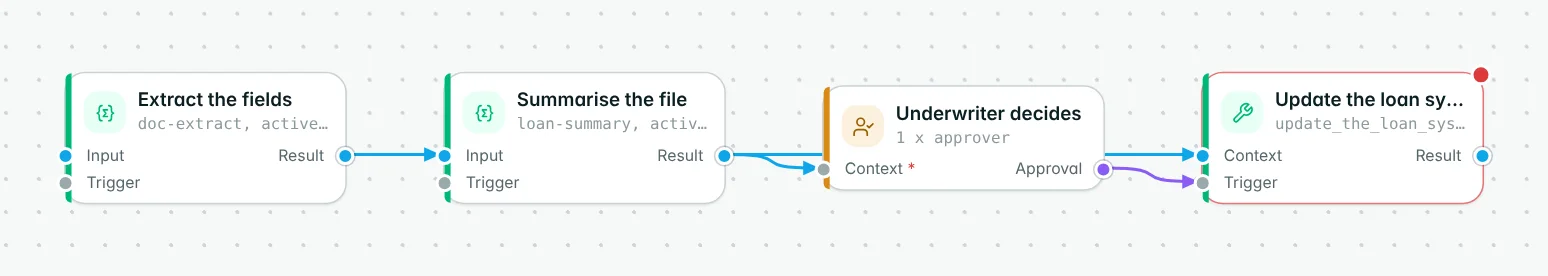 Extract the fields
doc-extract, active…
Input
Result
Trigger
Summarise the file
loan-summary, activ…
Input
Result
Trigger
Underwriter decides
1 x approver
Context *
Approval
Update the loan sy…
update_the_loan_sys…
Context
Result
Trigger